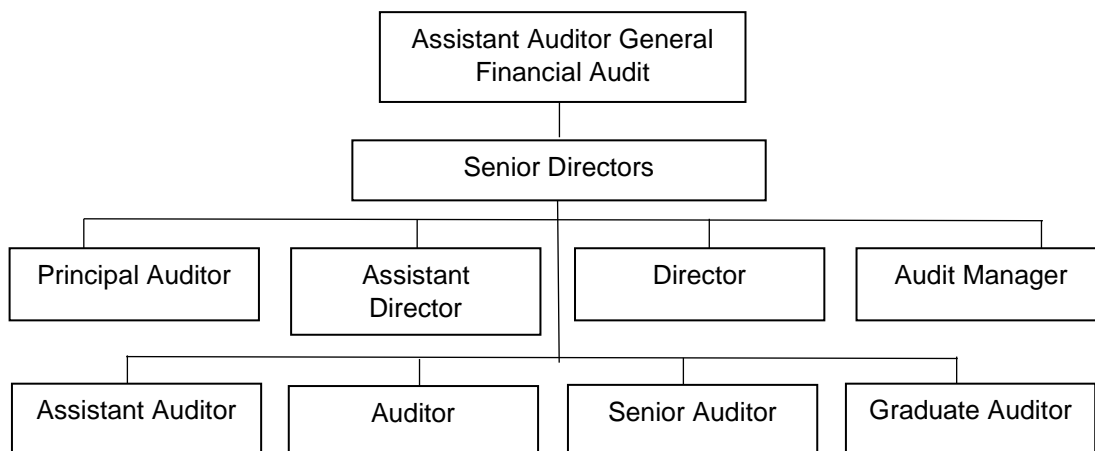 Assistant Auditor General
Financial Audit
Senior Directors
Principal Auditor
Assistant
Director
Director
Audit Manager
Assistant Auditor
Auditor
Senior Auditor
Graduate Auditor